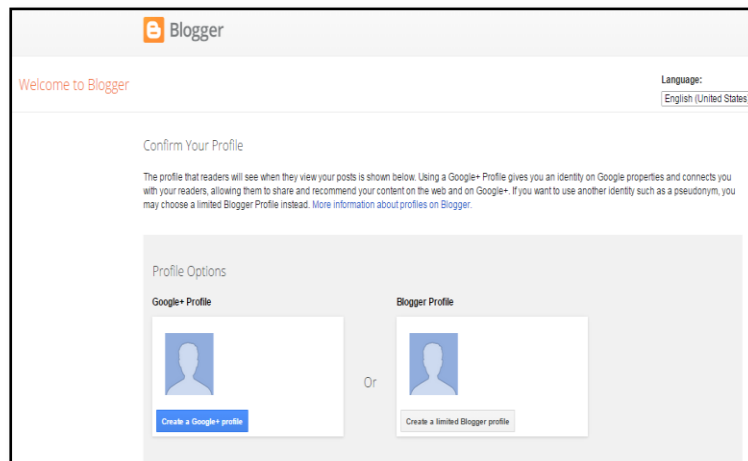 Blogger
Welcome to Blogger
Language:
English (United States)
Confirm Your Profile
The profile that readers will see when they view your posts is shown below. Using a Google+ Profile gives you an identity on Google properties and connects you
with your readers, allowing them to share and recommend your content on the web and on Google+. If you want to use another identity such as a pseudonym, you
may choose a limited Blogger Profile instead. More information about profiles on Blogger.
Profile Options
Google+ Profile
Blogger Profile
Or
Create a Google+ profile
Create a limited Blogger profile